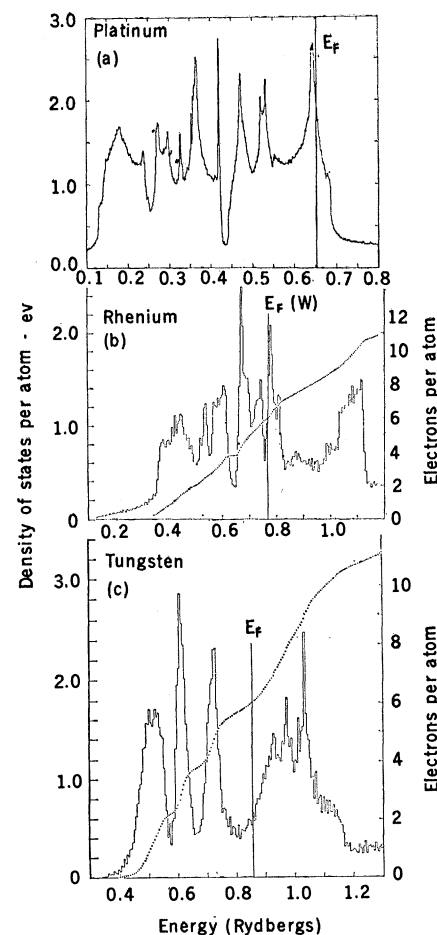 3.0
Platinum
(a)
E_F
2.0
1.0
0.0
0.1 0.2 0.3 0.4 0.5 0.6 0.7 0.8
E_F (W)
Rhenium
(b)
2.0
1.0
0
12
10
8
6
4
2
0
0.2 0.4 0.6 0.8 1.0
Density of states per atom - ev
Electrons per atom
Tungsten
(c)
E_F
3.0
2.0
1.0
0
10
8
6
4
2
0
0.4 0.6 0.8 1.0 1.2
Electrons per atom
Energy (Rydbergs)